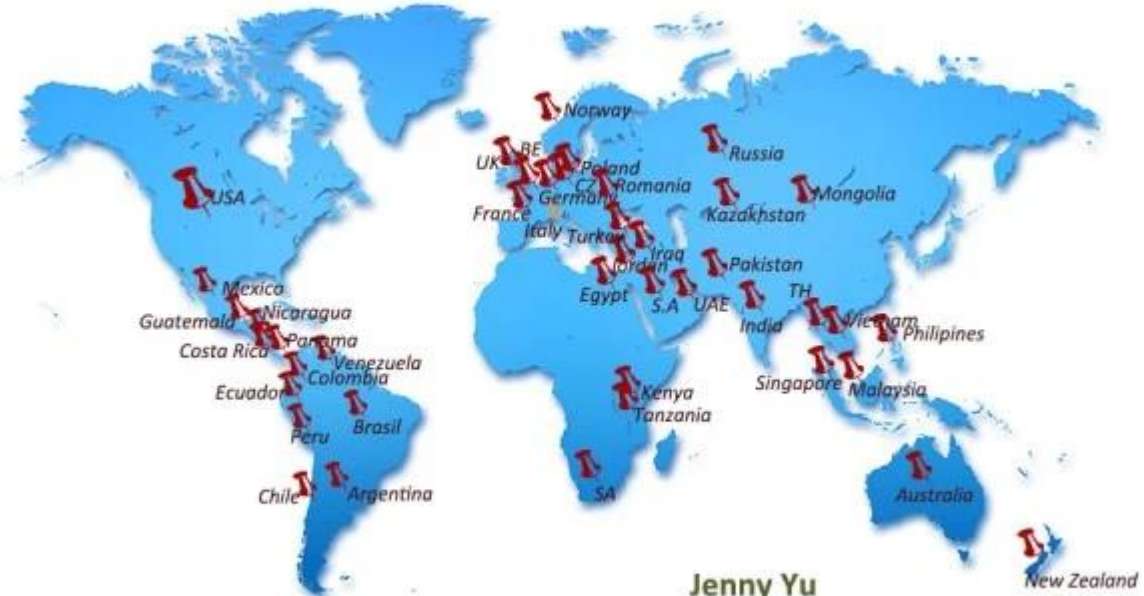 Norway
BE
UK
Poland
Russia
CZ
Romania
Germany
USA
Kazakhstan
Mongolia
France
Italy
Turkey
Iraq
Jordan
Pakistan
Mexico
Egypt
S.A
UAE
India
TH
Vietnam
Philipines
Guatemala
Nicaragua
Costa Rica
Panama
Venezuela
Colombia
Ecuador
Singapore
Malaysia
Kenya
Tanzania
Peru
Brasil
Chile
Argentina
SA
Australia
New Zealand
Jenny Yu